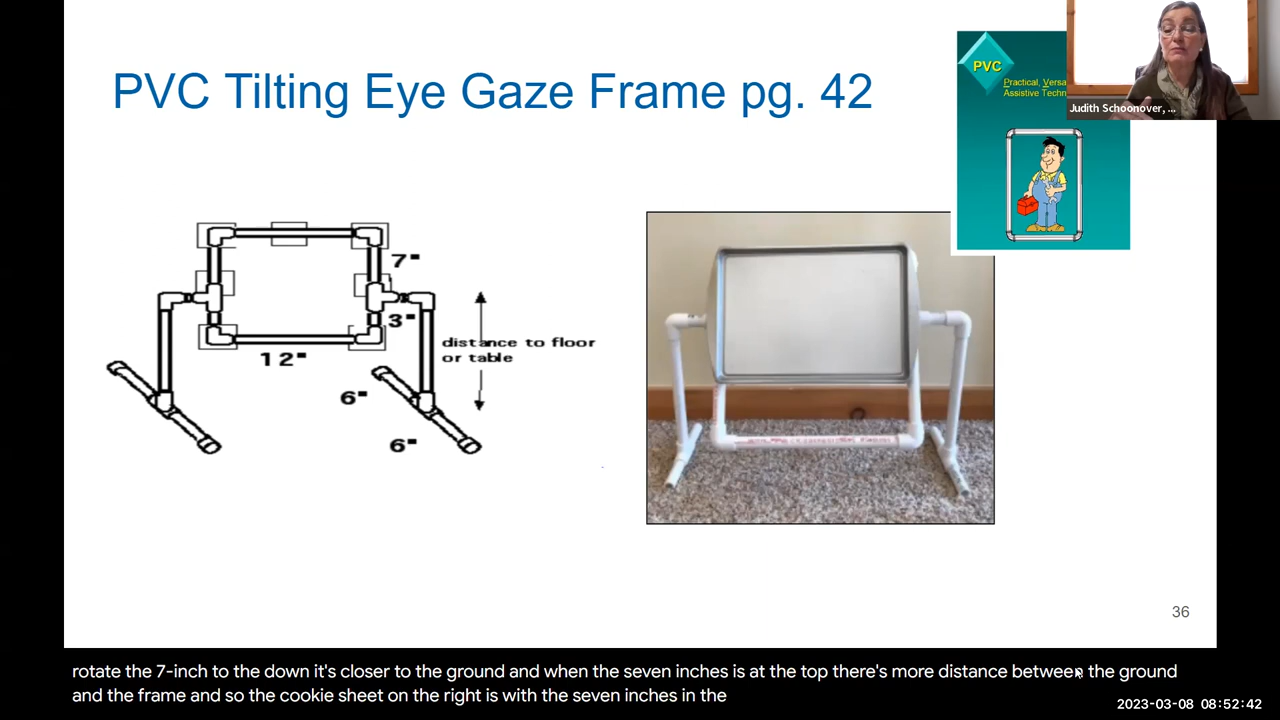 PVC Tilting Eye Gaze Frame pg. 42
PVC
Practical, Versa
Assistive Techn
Judith Schoonover, ...
7"
3"
distance to floor
or table
12"
6"
6"
36
rotate the 7-inch to the down it's closer to the ground and when the seven inches is at the top there's more distance between the ground
and the frame and so the cookie sheet on the right is with the seven inches in the
2023-03-08 08:52:42